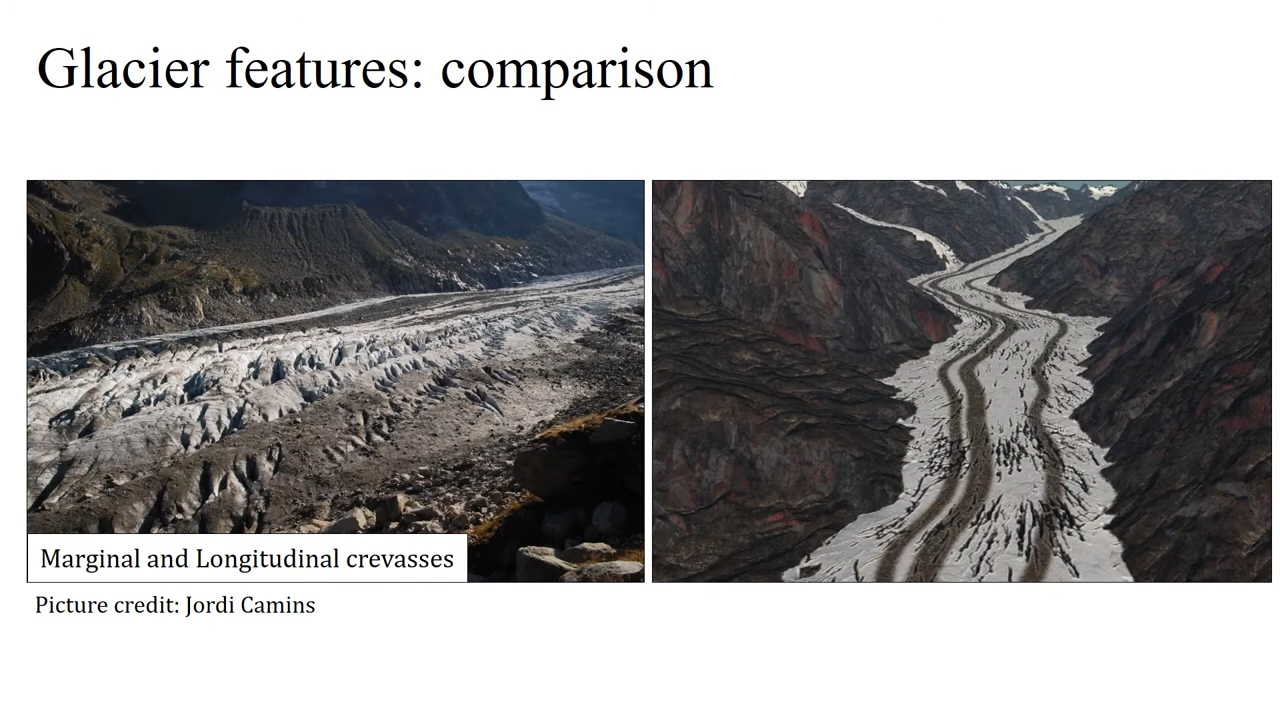 Glacier features: comparison
Marginal and Longitudinal crevasses
Picture credit: Jordi Camins